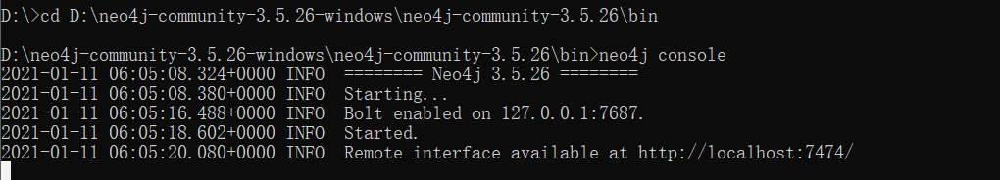 D:\>cd D:\neo4j-community-3.5.26-windows\neo4j-community-3.5.26\bin
D:\neo4j-community-3.5.26-windows\neo4j-community-3.5.26\bin>neo4j console
2021-01-11 06:05:08.324+0000 INFO  ======== Neo4j 3.5.26 ========
2021-01-11 06:05:08.380+0000 INFO  Starting...
2021-01-11 06:05:16.488+0000 INFO  Bolt enabled on 127.0.0.1:7687.
2021-01-11 06:05:18.602+0000 INFO  Started.
2021-01-11 06:05:20.080+0000 INFO  Remote interface available at http://localhost:7474/